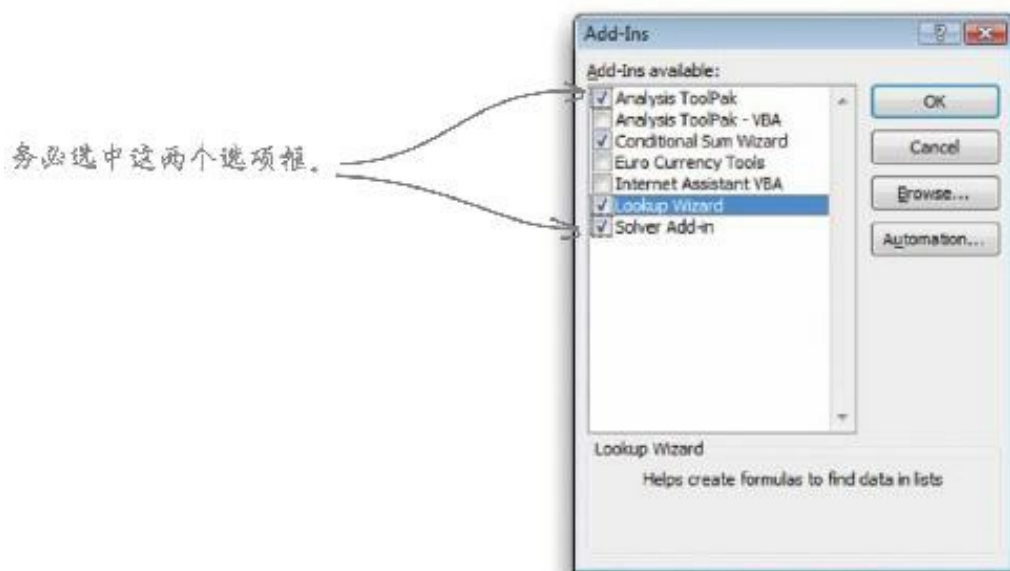 Add-Ins
Add-Ins available:
Analysis ToolPak
OK
Analysis ToolPak - VBA
Conditional Sum Wizard
Cancel
务必选中这两个选项框。
Euro Currency Tools
Internet Assistant VBA
Browse...
Lookup Wizard
Solver Add-in
Automation...
Lookup Wizard
Helps create formulas to find data in lists